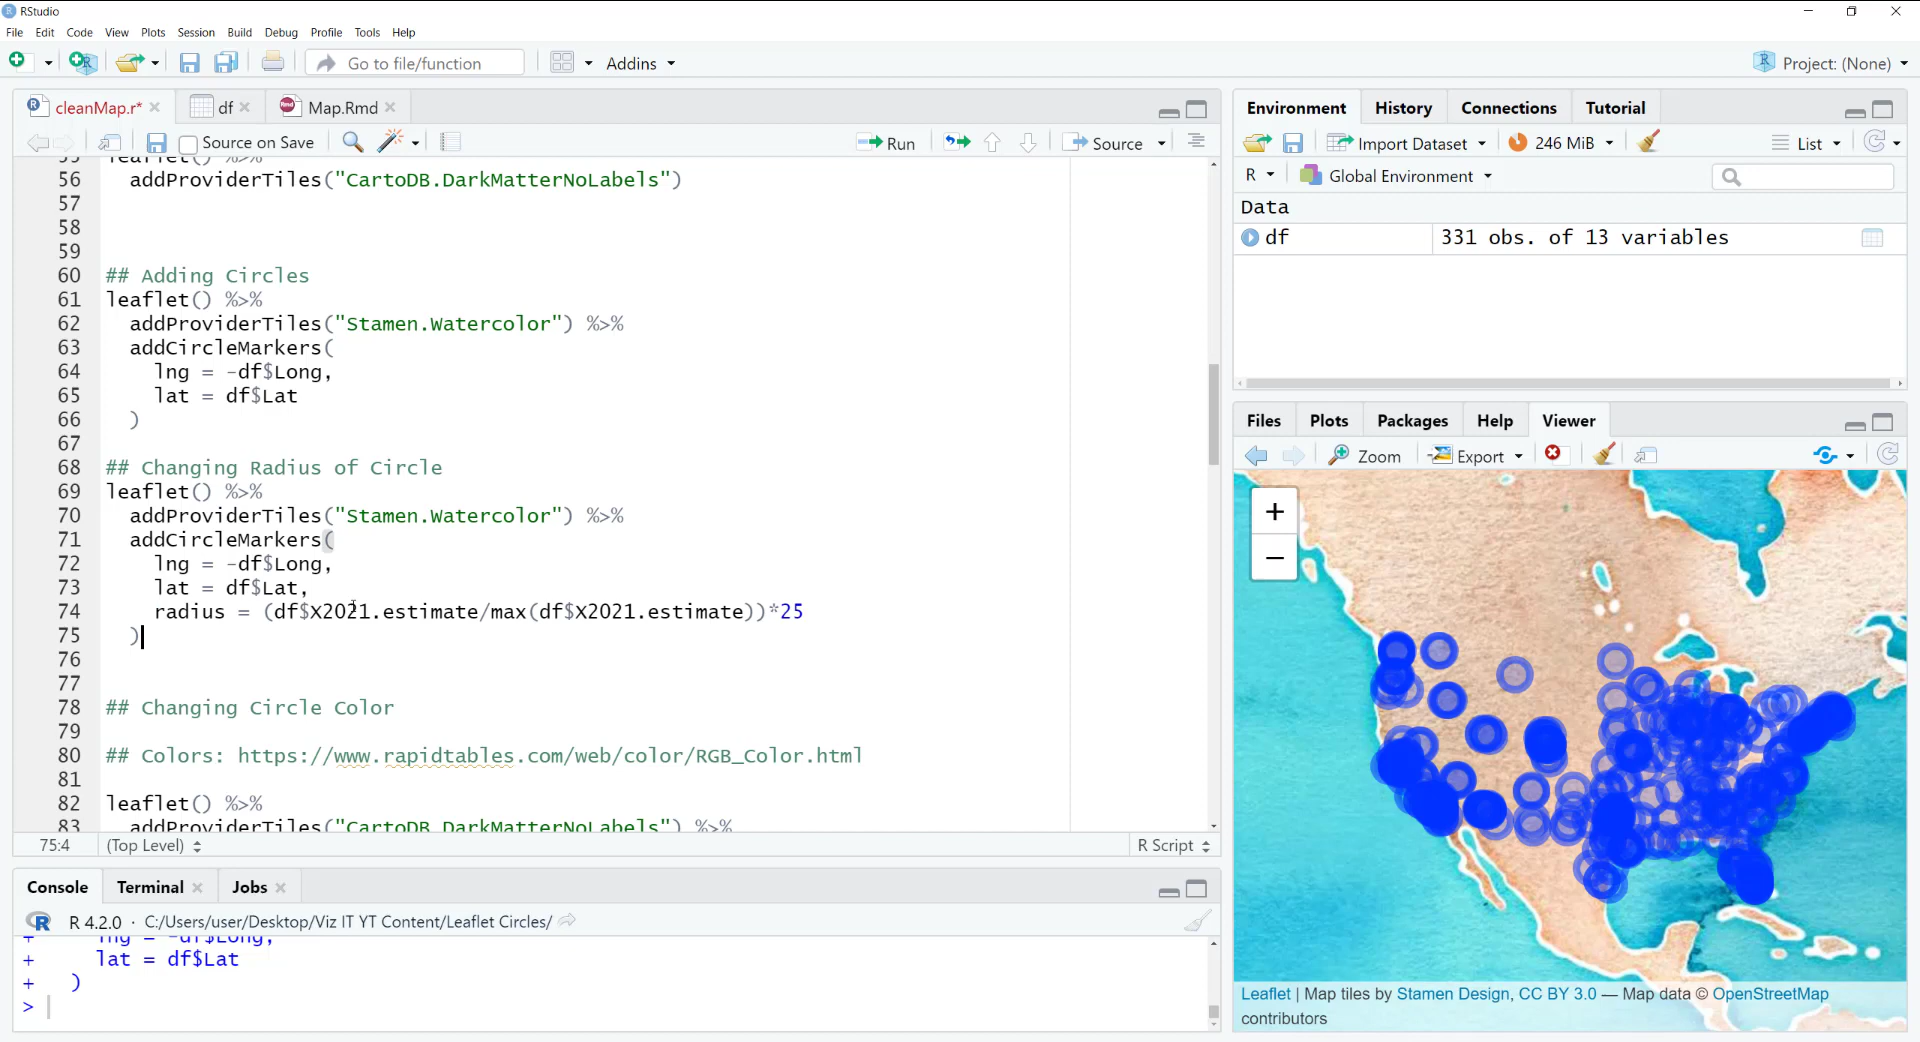 RStudio
File Edit Code View Plots Session Build Debug Profile Tools Help
Go to file/function Addins Project: (None)
cleanMap.r* df Map.Rmd
Source on Save Run Source
56 addProviderTiles("CartoDB.DarkMatterNoLabels")
57
58
59
60 ## Adding Circles
61 leaflet() %>%
62 addProviderTiles("Stamen.Watercolor") %>%
63 addCircleMarkers(
64 lng = -df$Long,
65 lat = df$Lat
66 )
67
68 ## Changing Radius of Circle
69 leaflet() %>%
70 addProviderTiles("Stamen.Watercolor") %>%
71 addCircleMarkers(
72 lng = -df$Long,
73 lat = df$Lat,
74 radius = (df$X2021.estimate/max(df$X2021.estimate))*25
75 )
76
77
78 ## Changing Circle Color
79
80 ## Colors: https://www.rapidtables.com/web/color/RGB_Color.html
81
82 leaflet() %>%
83 addProviderTiles("CartoDB.DarkMatterNoLabels") %>%
75:4 (Top Level) R Script
Console Terminal Jobs
R 4.2.0 · C:/Users/user/Desktop/Viz IT YT Content/Leaflet Circles/
+ lng = -df$Long,
+ lat = df$Lat
+ )
>
Environment History Connections Tutorial
Import Dataset 246 MiB List
R Global Environment
Data
df 331 obs. of 13 variables
Files Plots Packages Help Viewer
Zoom Export
+
−
Leaflet | Map tiles by Stamen Design, CC BY 3.0 — Map data © OpenStreetMap
contributors